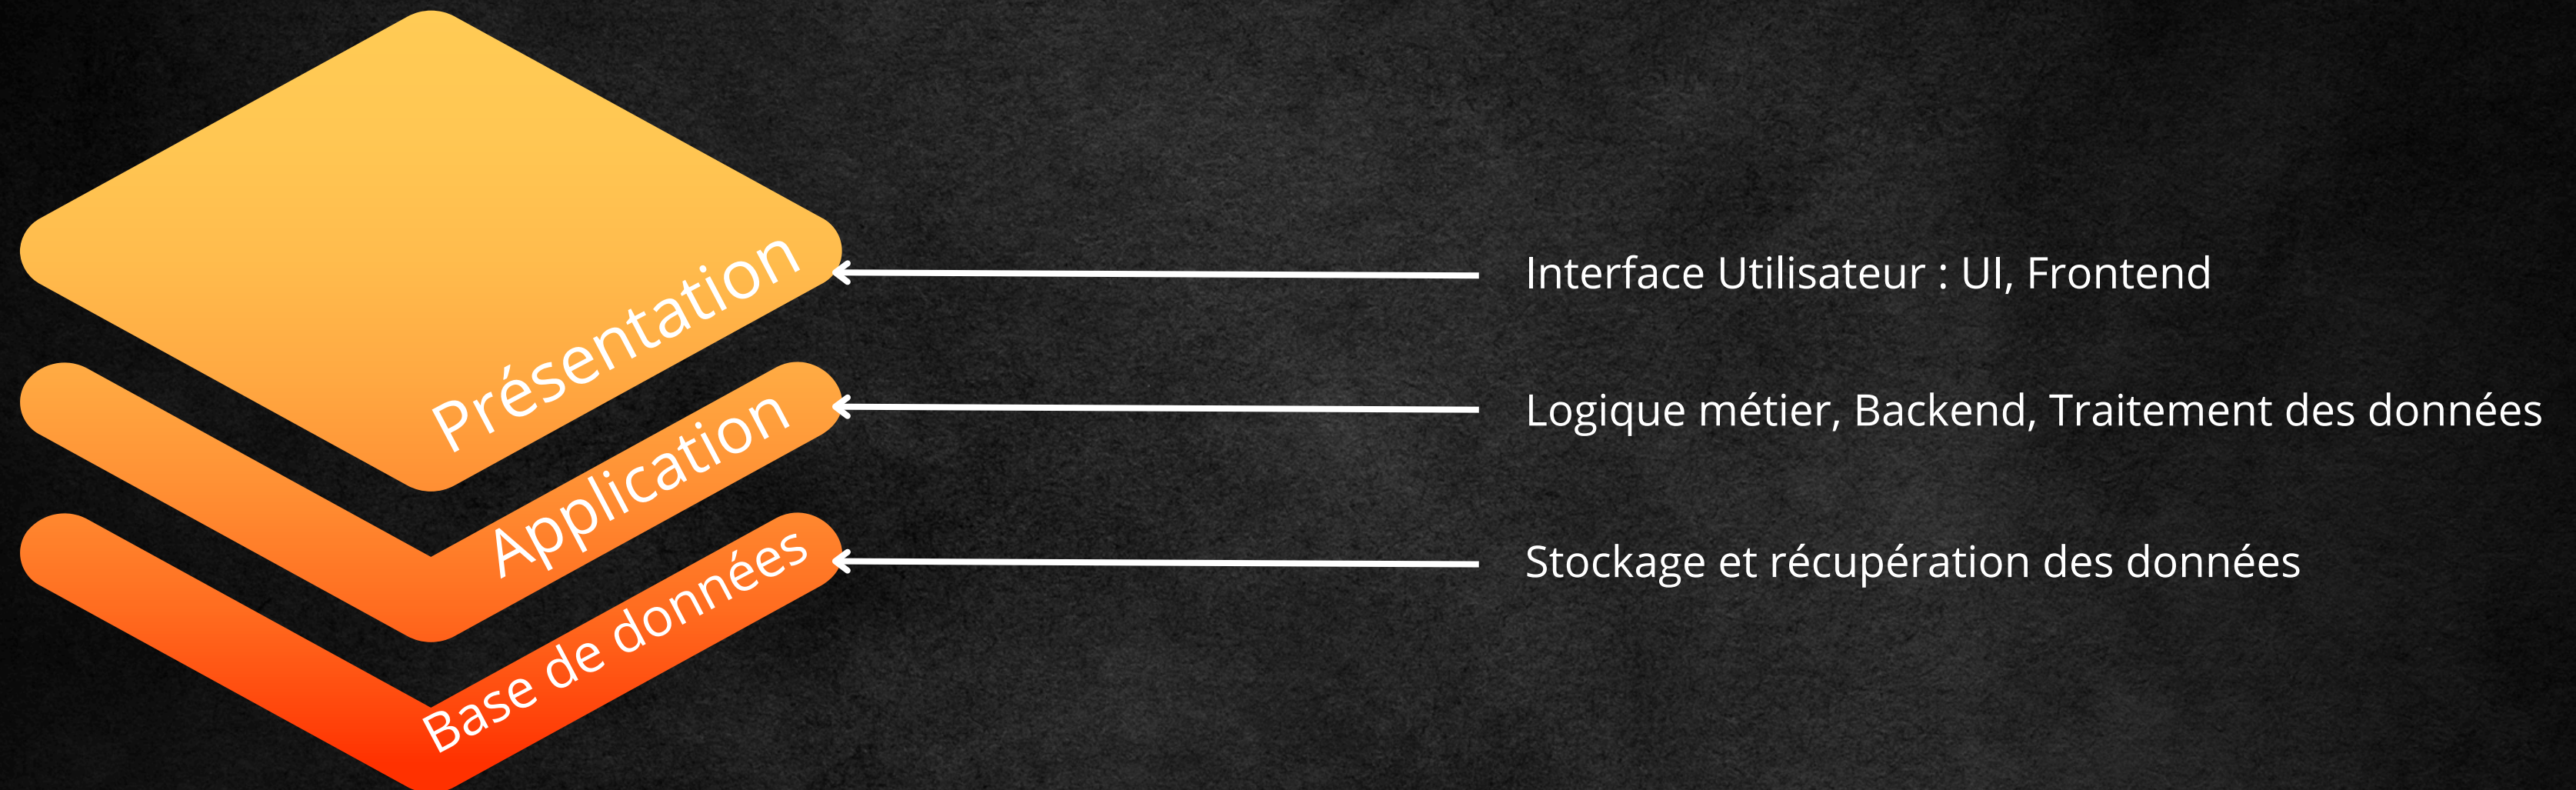 Présentation
Interface Utilisateur : UI, Frontend
Application
Logique métier, Backend, Traitement des données
Base de données
Stockage et récupération des données